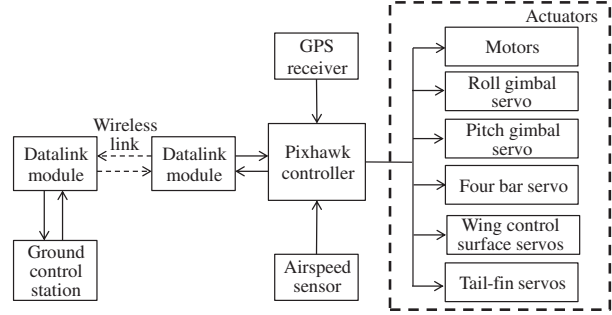 Actuators
GPS
receiver
Motors
Roll gimbal
servo
Wireless
link
Pitch gimbal
servo
Datalink
module
Datalink
module
Pixhawk
controller
Four bar servo
Wing control
surface servos
Ground
control
station
Airspeed
sensor
Tail-fin servos